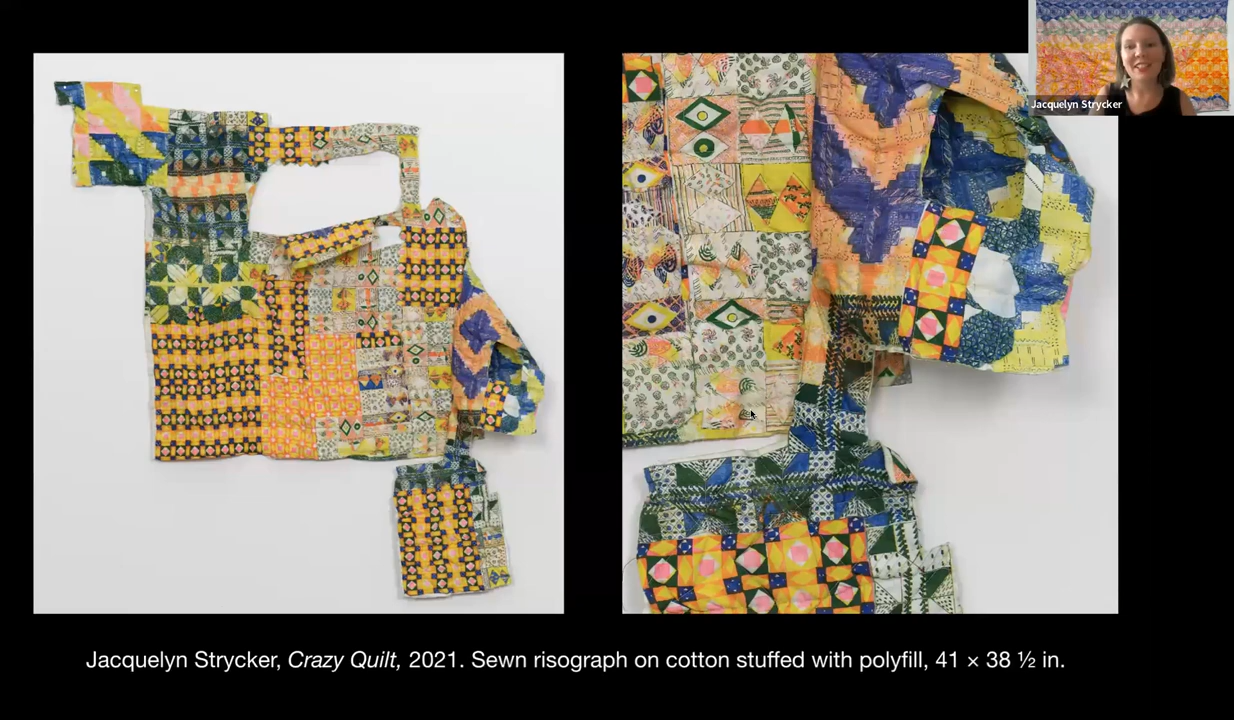 Jacquelyn Strycker
Jacquelyn Strycker, Crazy Quilt, 2021. Sewn risograph on cotton stuffed with polyfill, 41 × 38 ½ in.